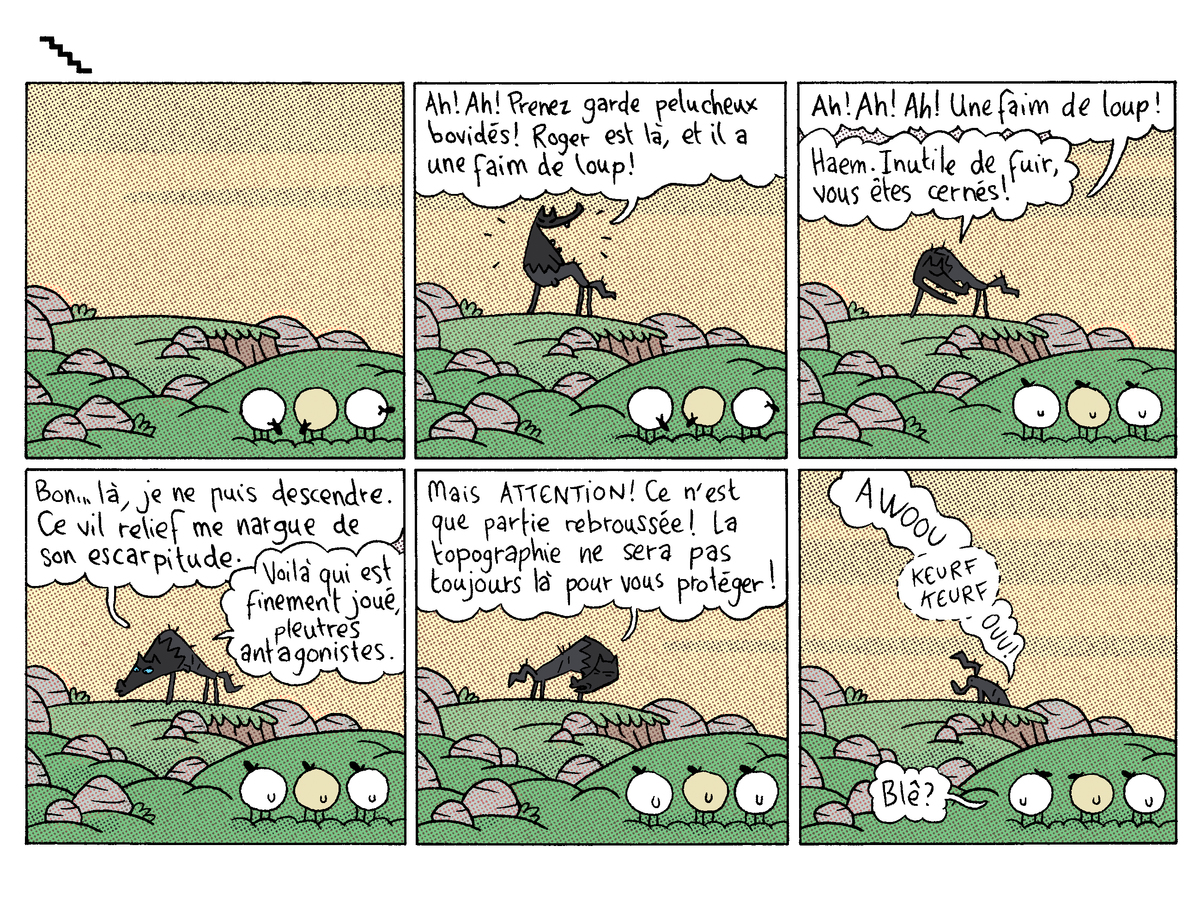 Ah! Ah! Prenez garde pelucheux
bovidés! Roger est là, et il a
une faim de loup!
Ah! Ah! Ah! Une faim de loup!
Haem. Inutile de fuir,
vous êtes cernés!
Bon... là, je ne puis descendre.
Ce vil relief me nargue de
son escarpitude.
Voilà qui est
finement joué,
pleutres
antagonistes.
Mais ATTENTION! Ce n'est
que partie rebroussée! La
topographie ne sera pas
toujours là pour vous protéger!
AWOOU
KEURF
KEURF
OUU!
Blê?